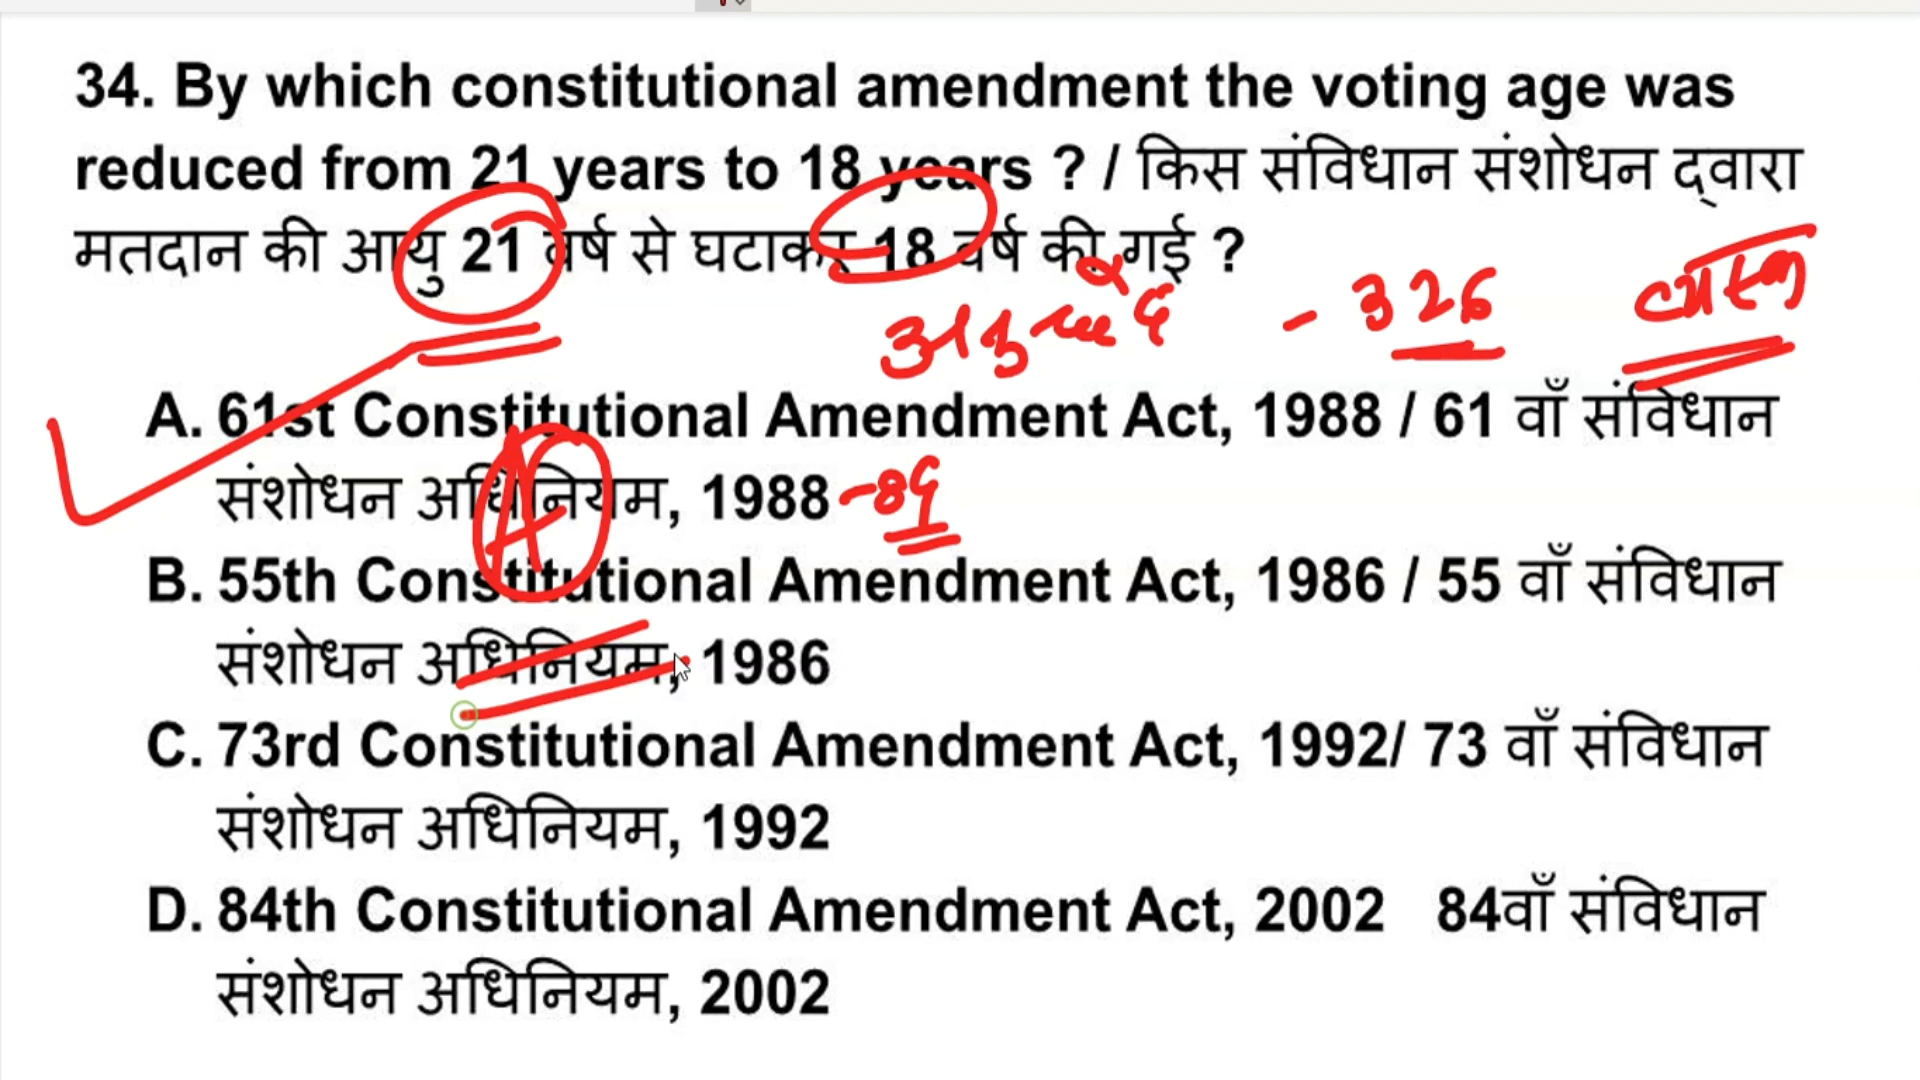 34. By which constitutional amendment the voting age was
reduced from 21 years to 18 years ? / किस संविधान संशोधन द्वारा
मतदान की आयु 21 वर्ष से घटाकर 18 वर्ष की गई ?
अनुच्छेद - 326
A. 61st Constitutional Amendment Act, 1988 / 61 वाँ संविधान
संशोधन अधिनियम, 1988 -89
A
B. 55th Constitutional Amendment Act, 1986 / 55 वाँ संविधान
संशोधन अधिनियम, 1986
C. 73rd Constitutional Amendment Act, 1992/ 73 वाँ संविधान
संशोधन अधिनियम, 1992
D. 84th Constitutional Amendment Act, 2002 84वाँ संविधान
संशोधन अधिनियम, 2002